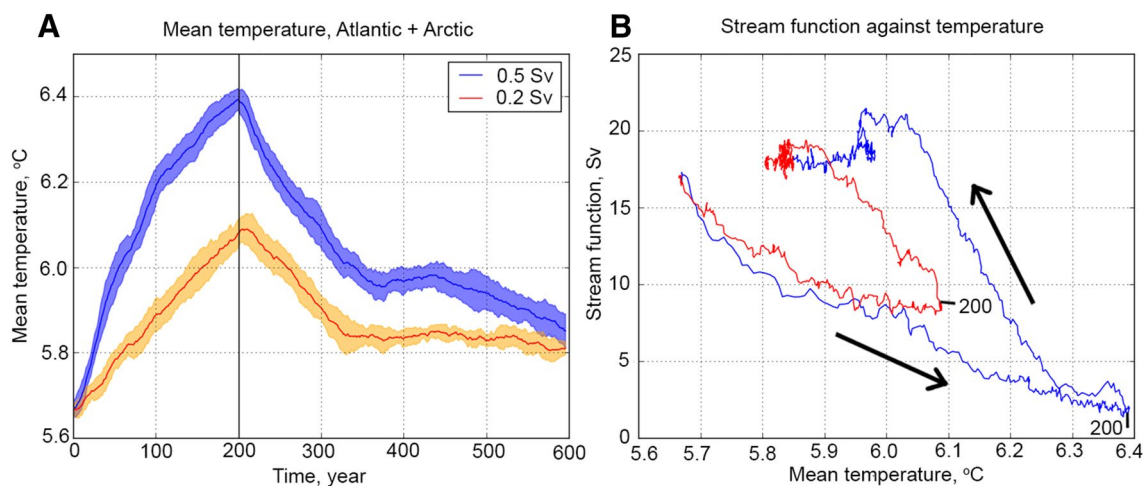 A
Mean temperature, Atlantic + Arctic
Mean temperature, °C
6.4
6.2
6.0
5.8
5.6
0.5 Sv
0.2 Sv
0 100 200 300 400 500 600
Time, year
B
Stream function against temperature
Stream function, Sv
25
20
15
10
5
0
200
200
5.6 5.7 5.8 5.9 6.0 6.1 6.2 6.3 6.4
Mean temperature, °C